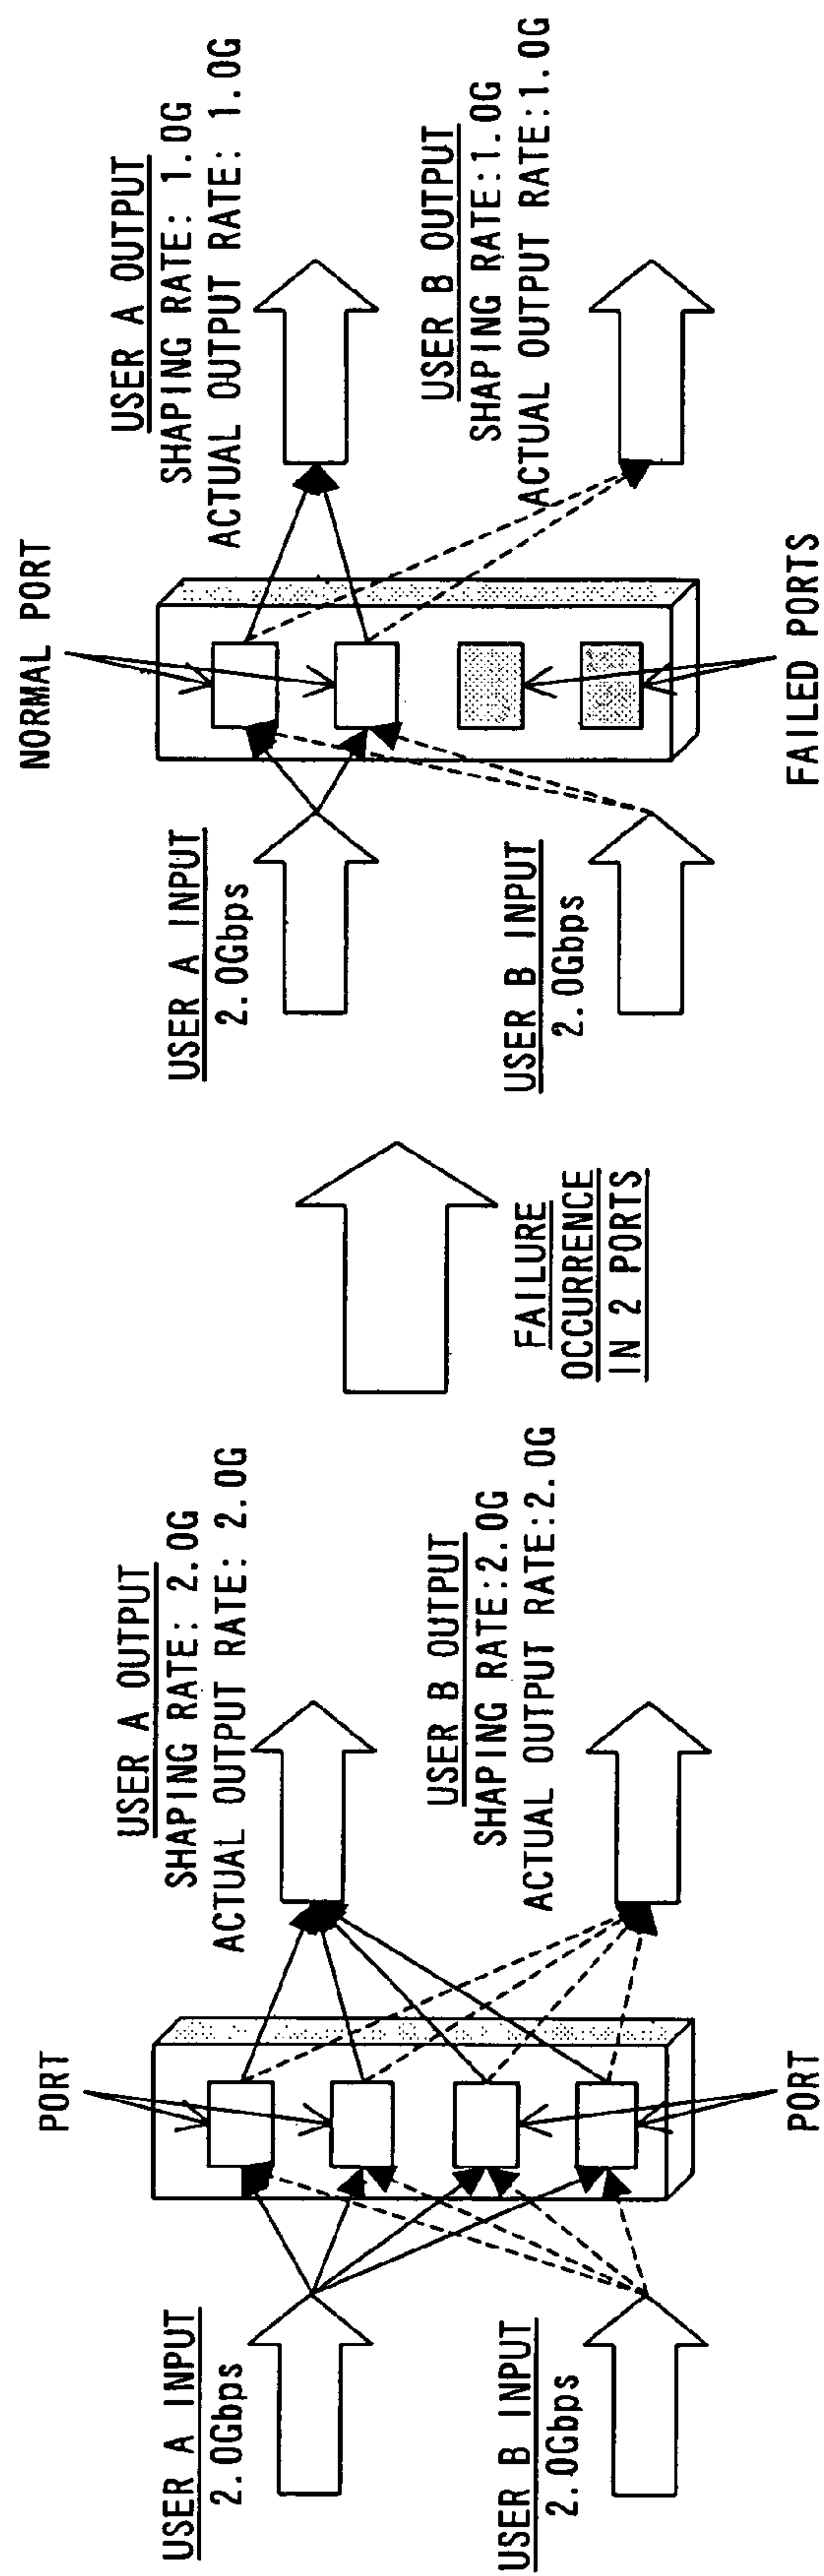 USER A INPUT
2.0Gbps
USER B INPUT
2.0Gbps
PORT
PORT
USER A OUTPUT
SHAPING RATE: 2.0G
ACTUAL OUTPUT RATE: 2.0G
USER B OUTPUT
SHAPING RATE:2.0G
ACTUAL OUTPUT RATE:2.0G
FAILURE
OCCURRENCE
IN 2 PORTS
USER A INPUT
2.0Gbps
USER B INPUT
2.0Gbps
NORMAL PORT
FAILED PORTS
USER A OUTPUT
SHAPING RATE: 1.0G
ACTUAL OUTPUT RATE: 1.0G
USER B OUTPUT
SHAPING RATE:1.0G
ACTUAL OUTPUT RATE:1.0G